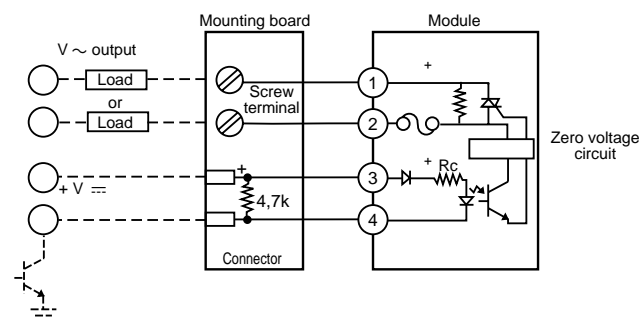 Mounting board
Module
V ~ output
Load
or
Load
Screw
terminal
1
+
2
Zero voltage
circuit
+ V ⎓
+
4,7k
3
+
Rc
4
Connector